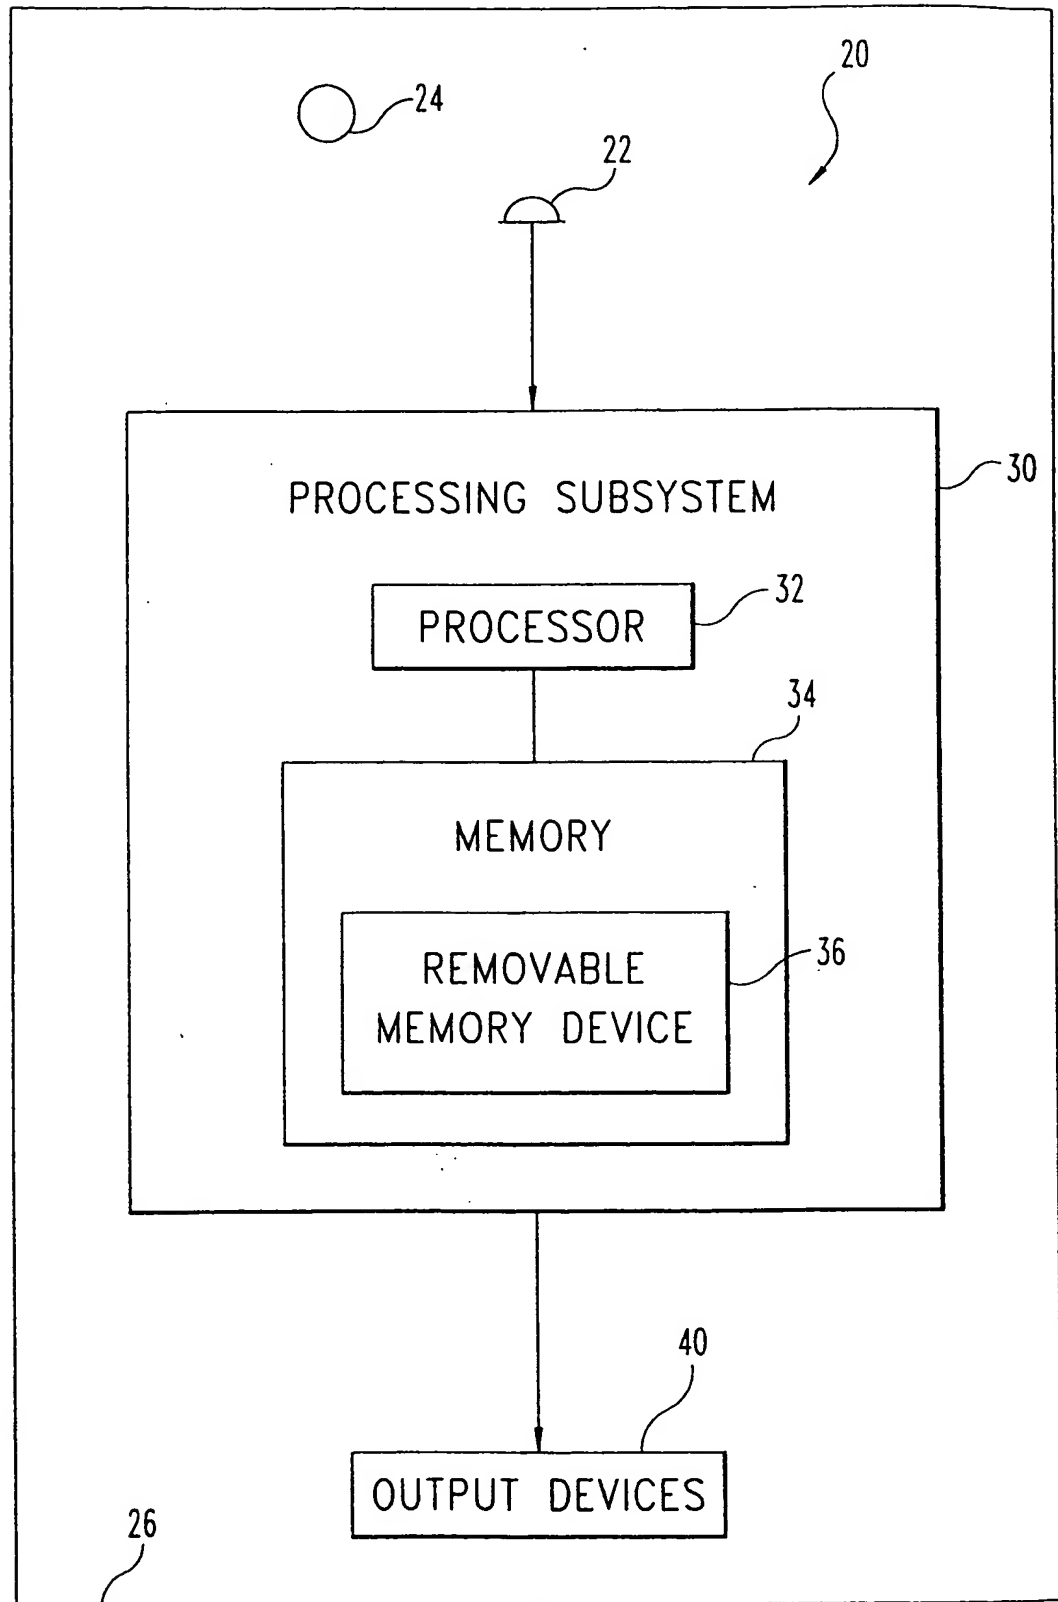 20
24
22
30
PROCESSING SUBSYSTEM
32
PROCESSOR
34
MEMORY
36
REMOVABLE
MEMORY DEVICE
40
OUTPUT DEVICES
26